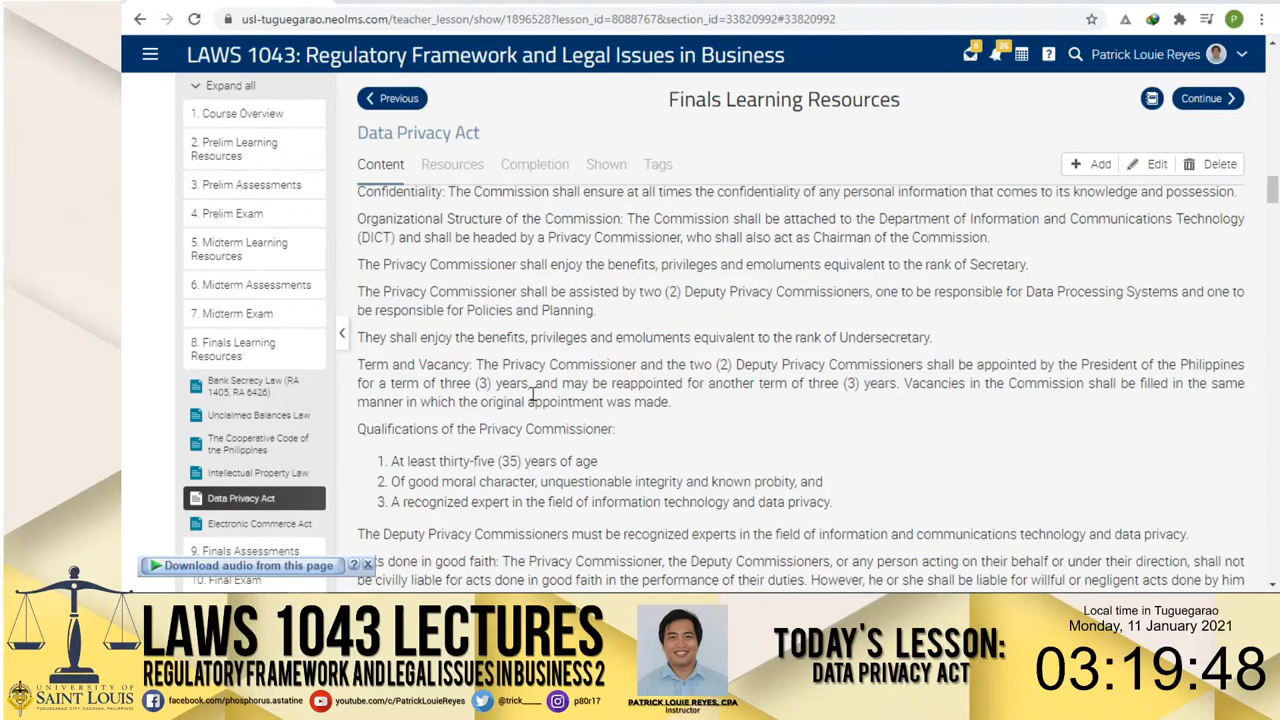 usl-tuguegarao.neolms.com/teacher_lesson/show/1896528?lesson_id=8088767&section_id=33820992#33820992
P
LAWS 1043: Regulatory Framework and Legal Issues in Business
Patrick Louie Reyes
Expand all
1. Course Overview
2. Prelim Learning
Resources
3. Prelim Assessments
4. Prelim Exam
5. Midterm Learning
Resources
6. Midterm Assessments
7. Midterm Exam
8. Finals Learning
Resources
Bank Secrecy Law (RA
1405, RA 6426)
Unclaimed Balances Law
The Cooperative Code of
the Philippines
Intellectual Property Law
Data Privacy Act
Electronic Commerce Act
9. Finals Assessments
10. Final Exam
Previous
Finals Learning Resources
Continue
Data Privacy Act
Content Resources Completion Shown Tags
Add Edit Delete
Confidentiality: The Commission shall ensure at all times the confidentiality of any personal information that comes to its knowledge and possession.
Organizational Structure of the Commission: The Commission shall be attached to the Department of Information and Communications Technology
(DICT) and shall be headed by a Privacy Commissioner, who shall also act as Chairman of the Commission.
The Privacy Commissioner shall enjoy the benefits, privileges and emoluments equivalent to the rank of Secretary.
The Privacy Commissioner shall be assisted by two (2) Deputy Privacy Commissioners, one to be responsible for Data Processing Systems and one to
be responsible for Policies and Planning.
They shall enjoy the benefits, privileges and emoluments equivalent to the rank of Undersecretary.
Term and Vacancy: The Privacy Commissioner and the two (2) Deputy Privacy Commissioners shall be appointed by the President of the Philippines
for a term of three (3) years, and may be reappointed for another term of three (3) years. Vacancies in the Commission shall be filled in the same
manner in which the original appointment was made.
Qualifications of the Privacy Commissioner:
1. At least thirty-five (35) years of age
2. Of good moral character, unquestionable integrity and known probity, and
3. A recognized expert in the field of information technology and data privacy.
The Deputy Privacy Commissioners must be recognized experts in the field of information and communications technology and data privacy.
ts done in good faith: The Privacy Commissioner, the Deputy Commissioners, or any person acting on their behalf or under their direction, shall not
be civilly liable for acts done in good faith in the performance of their duties. However, he or she shall be liable for willful or negligent acts done by him
Download audio from this page ?
LAWS 1043 LECTURES
REGULATORY FRAMEWORK AND LEGAL ISSUES IN BUSINESS 2
UNIVERSITY OF
SAINT LOUIS
TUGUEGARAO CITY, CAGAYAN, PHILIPPINES
facebook.com/phosphorus.astatine
youtube.com/c/PatrickLouieReyes
@trick____
p80r17
PATRICK LOUIE REYES, CPA
Instructor
TODAY'S LESSON:
DATA PRIVACY ACT
Local time in Tuguegarao
Monday, 11 January 2021
03:19:48